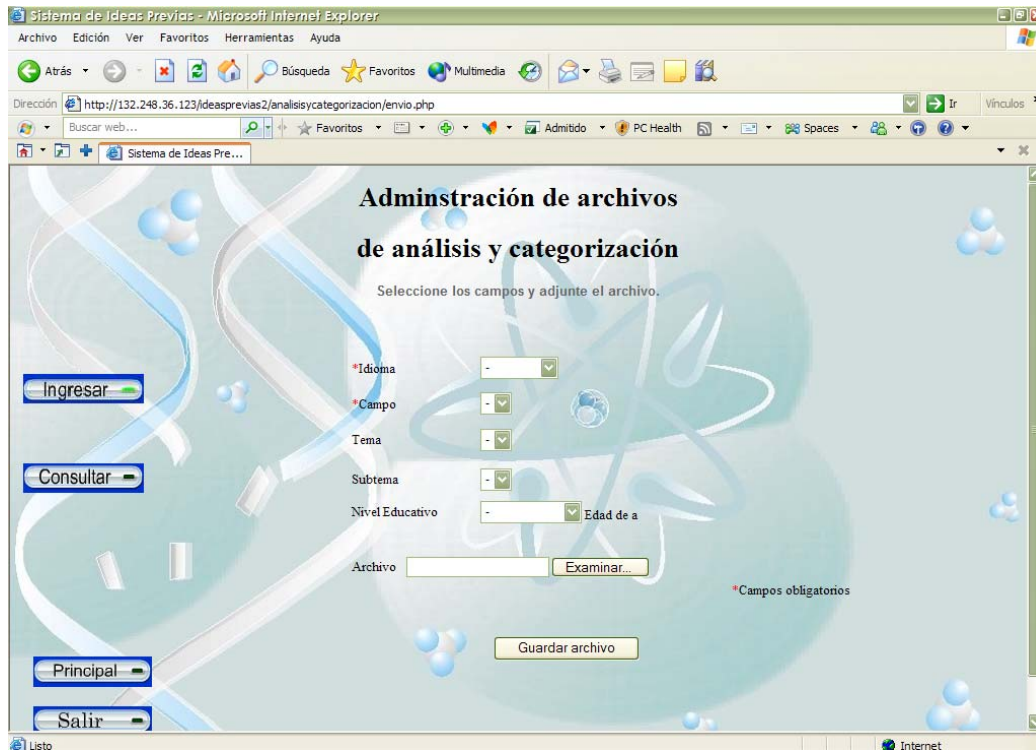 Sistema de Ideas Previas - Microsoft Internet Explorer
Archivo Edición Ver Favoritos Herramientas Ayuda
Atrás Búsqueda Favoritos Multimedia
Dirección http://132.248.36.123/ideasprevias2/analisisycategorizacion/envio.php Ir Vínculos
Buscar web... Favoritos Admitido PC Health Spaces
Sistema de Ideas Pre...
Adminstración de archivos
de análisis y categorización
Seleccione los campos y adjunte el archivo.
*Idioma -
Ingresar
*Campo -
Tema -
Consultar
Subtema -
Nivel Educativo - Edad de a
Archivo Examinar...
*Campos obligatorios
Guardar archivo
Principal
Salir
Listo Internet